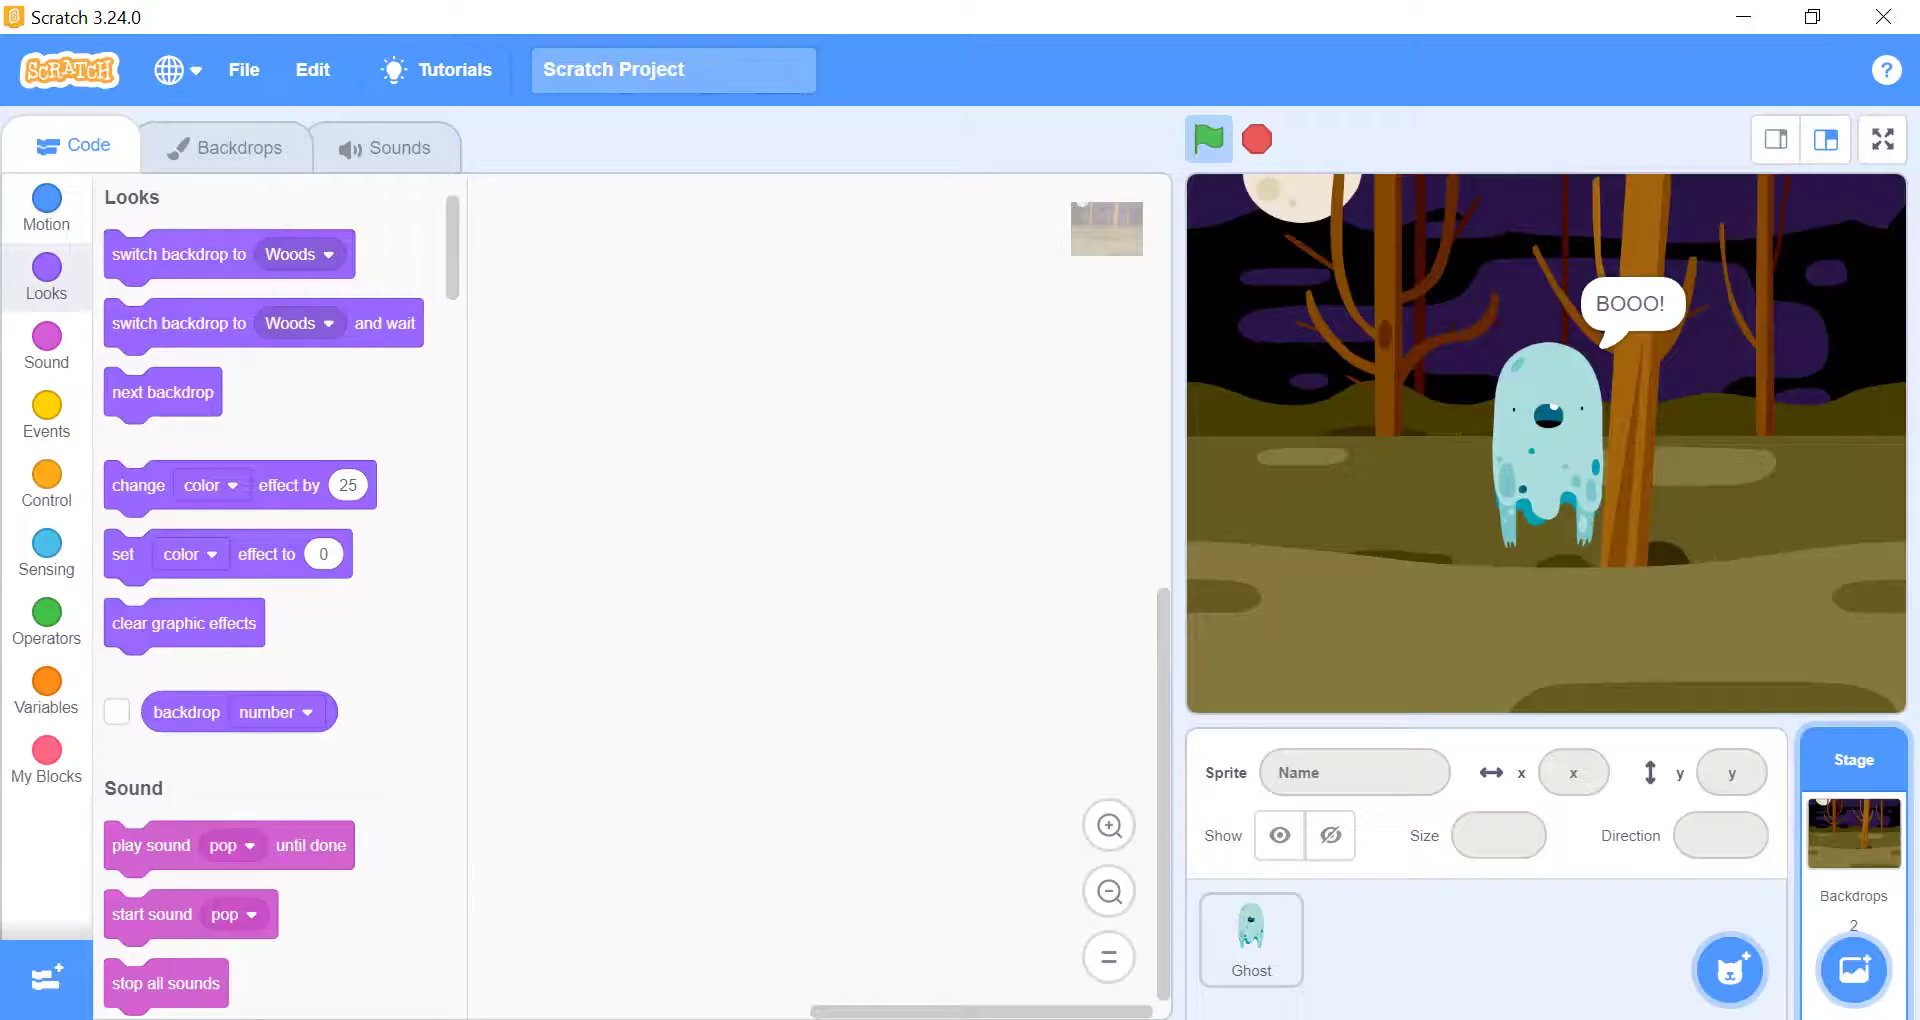 Scratch 3.24.0
SCRATCH
File
Edit
Tutorials
Scratch Project
?
Code
Backdrops
Sounds
Motion
Looks
Sound
Events
Control
Sensing
Operators
Variables
My Blocks
Looks
switch backdrop to Woods
switch backdrop to Woods and wait
next backdrop
change color effect by 25
set color effect to 0
clear graphic effects
backdrop number
Sound
play sound pop until done
start sound pop
stop all sounds
BOOO!
Sprite Name x x y y
Show Size Direction
Ghost
Stage
Backdrops
2